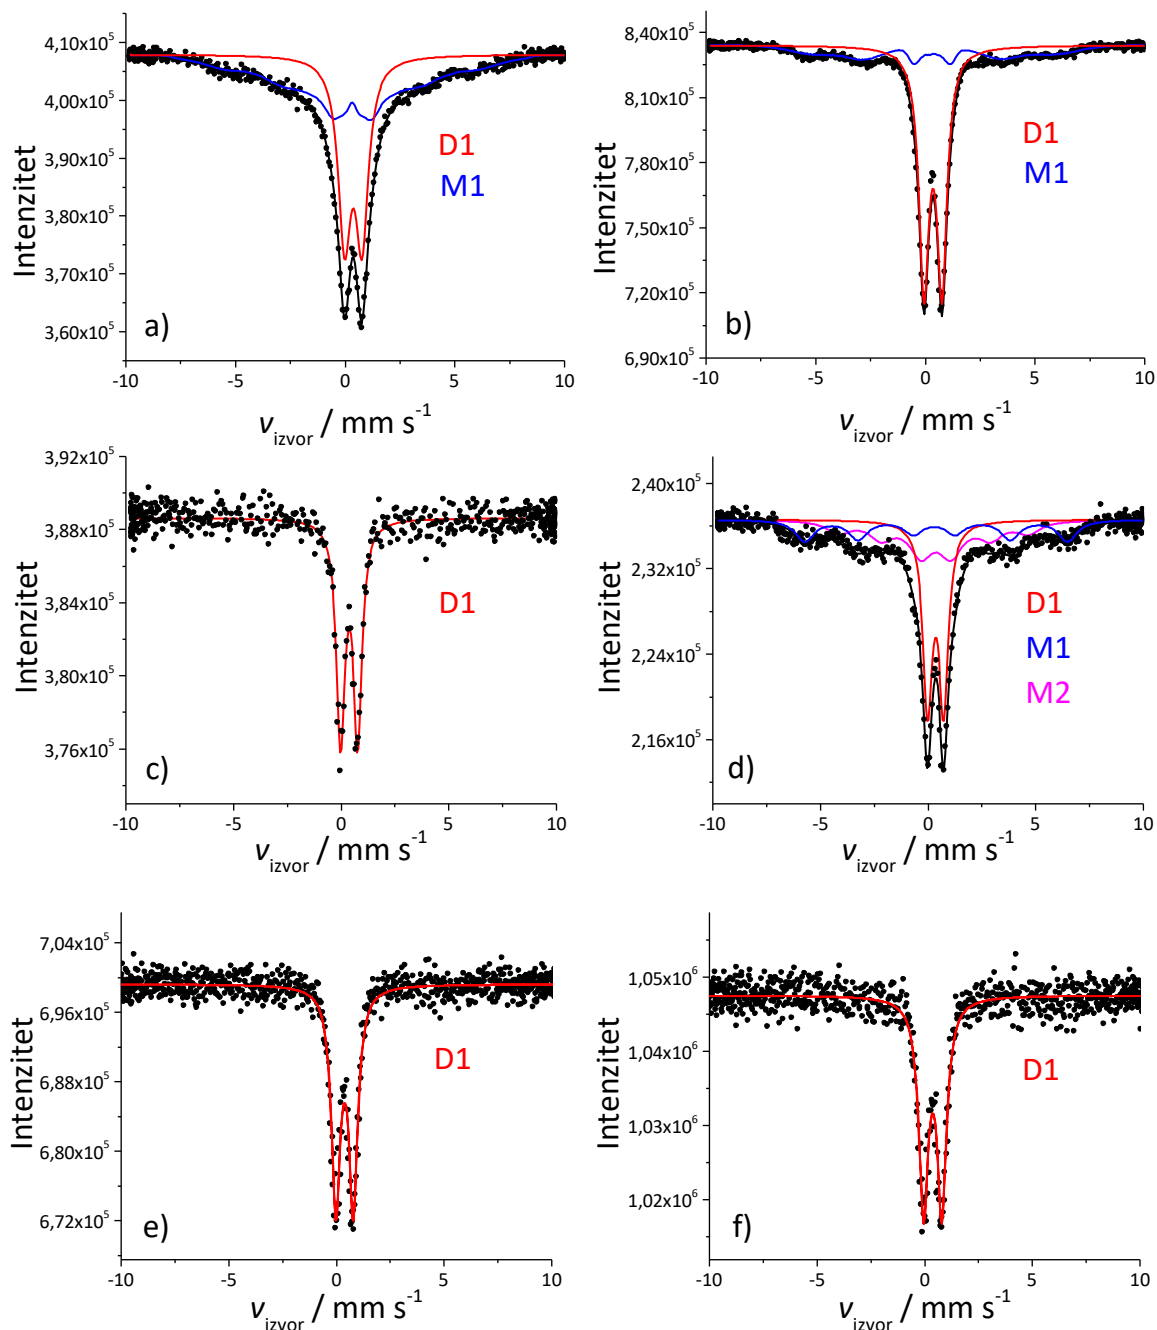 4,10x10⁵
4,00x10⁵
3,90x10⁵
3,80x10⁵
3,70x10⁵
3,60x10⁵
Intenzitet
D1
M1
a)
-10 -5 0 5 10
v izvor / mm s⁻¹
8,40x10⁵
8,10x10⁵
7,80x10⁵
7,50x10⁵
7,20x10⁵
6,90x10⁵
Intenzitet
D1
M1
b)
-10 -5 0 5 10
v izvor / mm s⁻¹
3,92x10⁵
3,88x10⁵
3,84x10⁵
3,80x10⁵
3,76x10⁵
Intenzitet
D1
c)
-10 -5 0 5 10
v izvor / mm s⁻¹
2,40x10⁵
2,32x10⁵
2,24x10⁵
2,16x10⁵
Intenzitet
D1
M1
M2
d)
-10 -5 0 5 10
v izvor / mm s⁻¹
7,04x10⁵
6,96x10⁵
6,88x10⁵
6,80x10⁵
6,72x10⁵
Intenzitet
D1
e)
-10 -5 0 5 10
v izvor / mm s⁻¹
1,05x10⁶
1,04x10⁶
1,03x10⁶
1,02x10⁶
Intenzitet
D1
f)
-10 -5 0 5 10
v izvor / mm s⁻¹